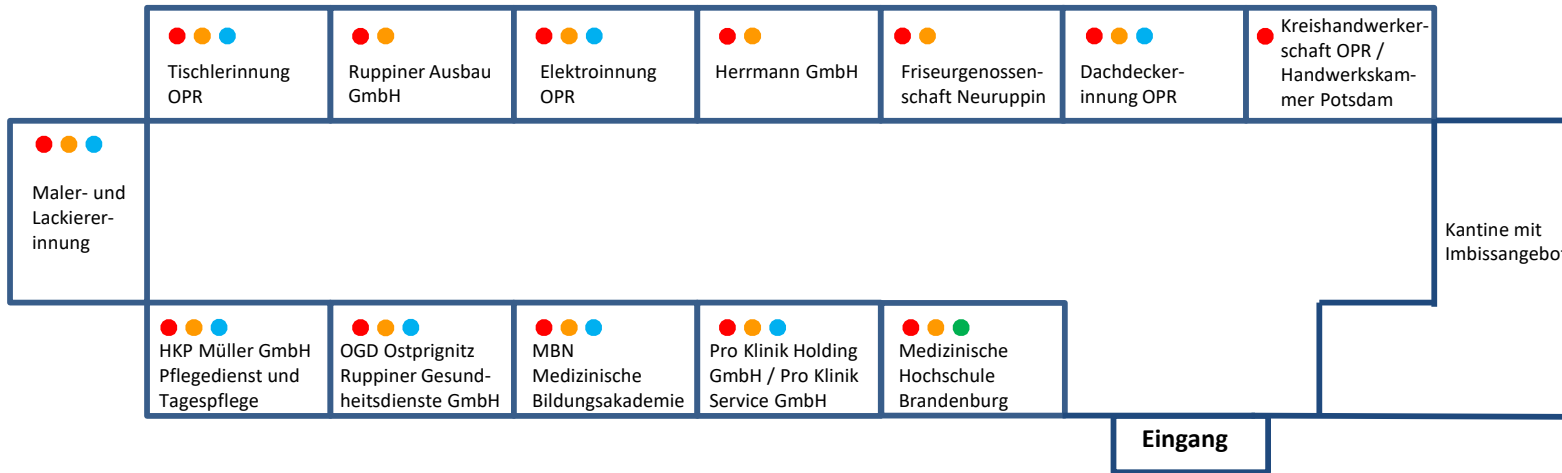 Tischlerinnung
OPR
Ruppiner Ausbau
GmbH
Elektroinnung
OPR
Herrmann GmbH
Friseurgenossen-
schaft Neuruppin
Dachdecker-
innung OPR
Kreishandwerker-
schaft OPR /
Handwerkskam-
mer Potsdam
Maler- und
Lackierer-
innung
Kantine mit
Imbissangebot
HKP Müller GmbH
Pflegedienst und
Tagespflege
OGD Ostprignitz
Ruppiner Gesund-
heitsdienste GmbH
MBN
Medizinische
Bildungsakademie
Pro Klinik Holding
GmbH / Pro Klinik
Service GmbH
Medizinische
Hochschule
Brandenburg
Eingang